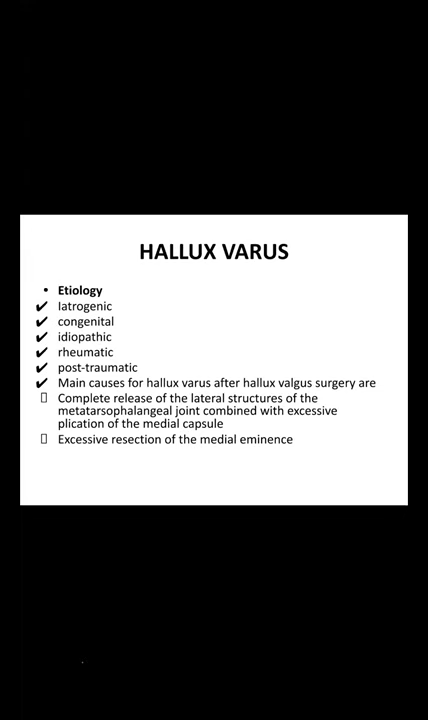 HALLUX VARUS
• Etiology
✔ Iatrogenic
✔ congenital
✔ idiopathic
✔ rheumatic
✔ post-traumatic
✔ Main causes for hallux varus after hallux valgus surgery are
▯ Complete release of the lateral structures of the
metatarsophalangeal joint combined with excessive
plication of the medial capsule
▯ Excessive resection of the medial eminence